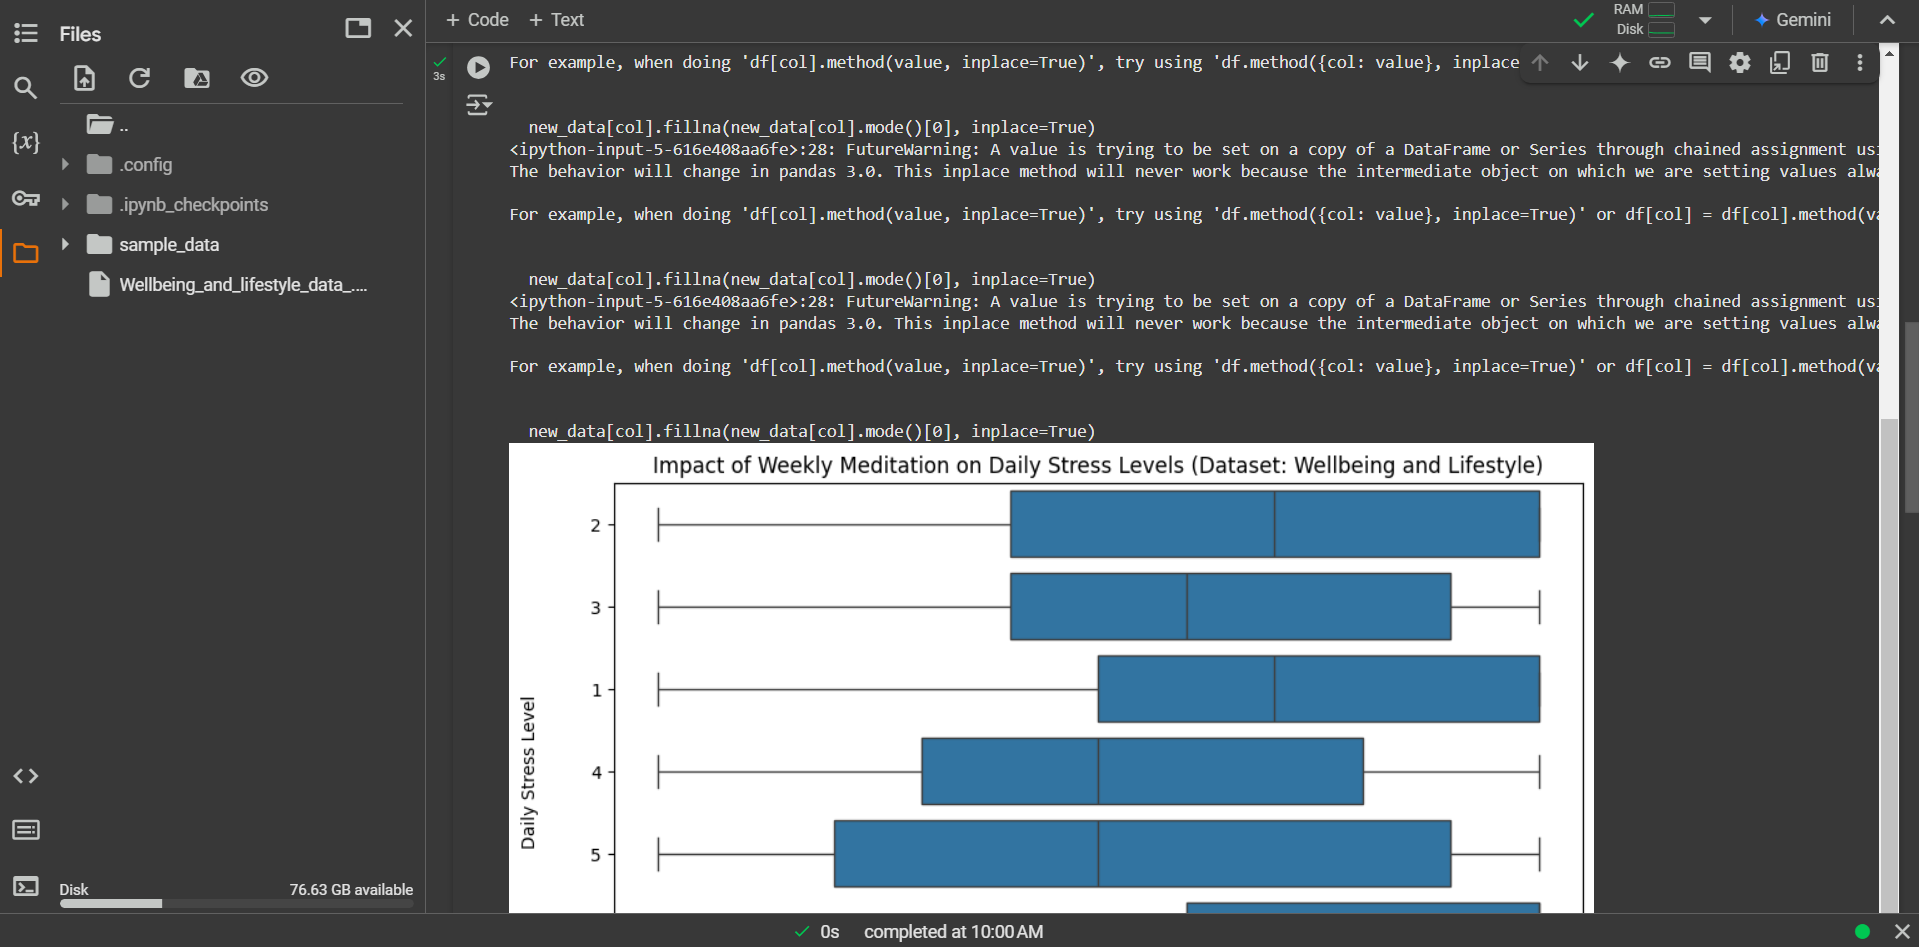 Files
+ Code + Text
RAM
Disk
Gemini
..
.config
.ipynb_checkpoints
sample_data
Wellbeing_and_lifestyle_data_....
{x}
Disk 76.63 GB available
3s
For example, when doing 'df[col].method(value, inplace=True)', try using 'df.method({col: value}, inplace
new_data[col].fillna(new_data[col].mode()[0], inplace=True)
<ipython-input-5-616e408aa6fe>:28: FutureWarning: A value is trying to be set on a copy of a DataFrame or Series through chained assignment usi
The behavior will change in pandas 3.0. This inplace method will never work because the intermediate object on which we are setting values alwa
For example, when doing 'df[col].method(value, inplace=True)', try using 'df.method({col: value}, inplace=True)' or df[col] = df[col].method(va
new_data[col].fillna(new_data[col].mode()[0], inplace=True)
<ipython-input-5-616e408aa6fe>:28: FutureWarning: A value is trying to be set on a copy of a DataFrame or Series through chained assignment usi
The behavior will change in pandas 3.0. This inplace method will never work because the intermediate object on which we are setting values alwa
For example, when doing 'df[col].method(value, inplace=True)', try using 'df.method({col: value}, inplace=True)' or df[col] = df[col].method(va
new_data[col].fillna(new_data[col].mode()[0], inplace=True)
Impact of Weekly Meditation on Daily Stress Levels (Dataset: Wellbeing and Lifestyle)
Daily Stress Level
2
3
1
4
5
0s completed at 10:00 AM